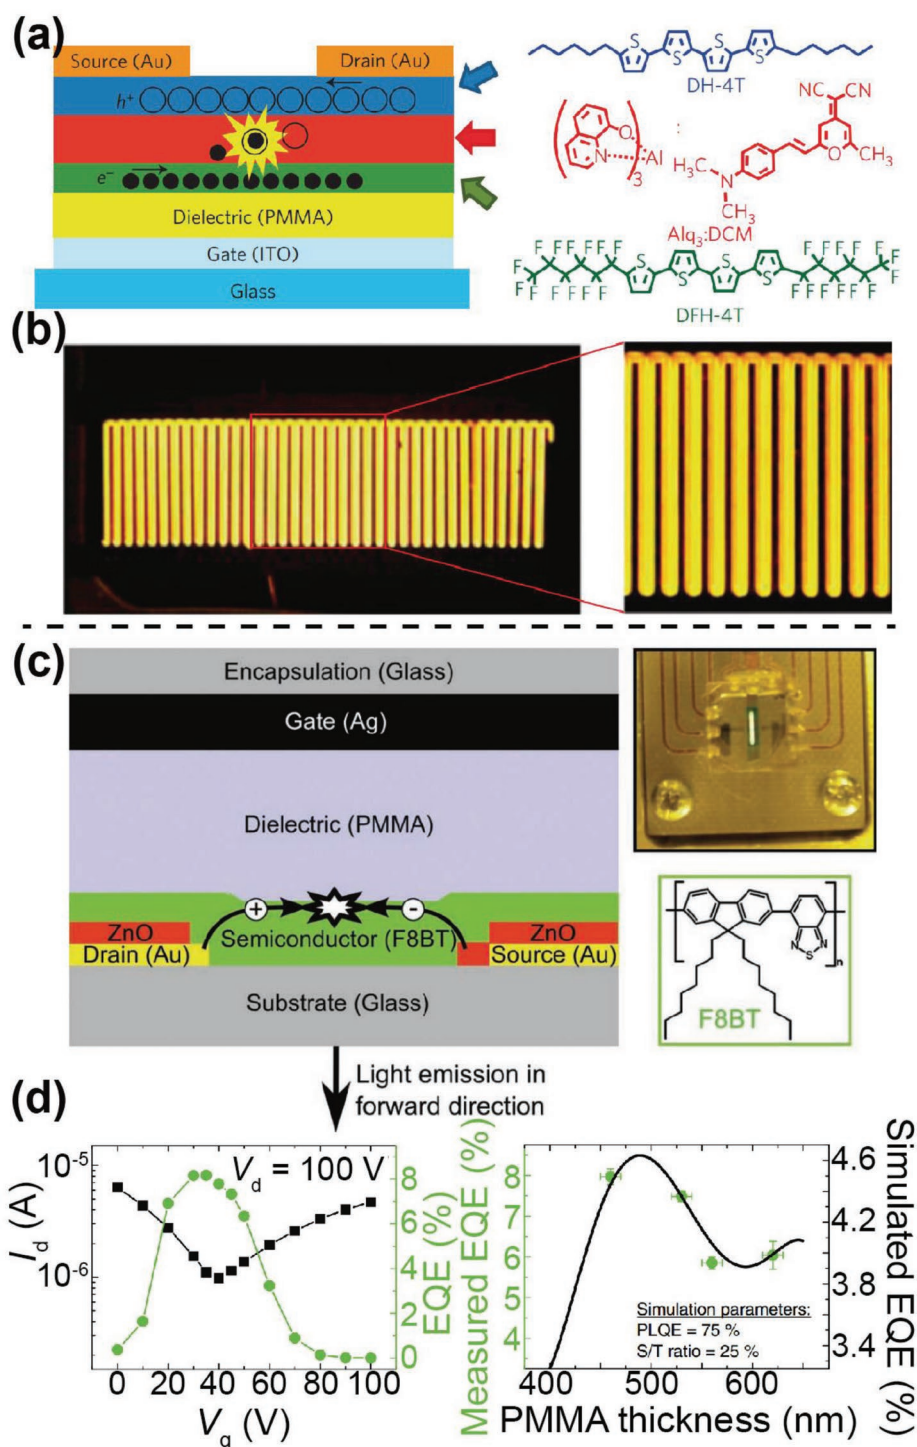 (a)
Source (Au)
Drain (Au)
h+
e−
Dielectric (PMMA)
Gate (ITO)
Glass
S S S S
DH-4T
NC CN
O
N
Al
3
:
O CH₃
H₃C
N
CH₃
Alq₃:DCM
F F F F F F F F F F
F F
F S S S S F
F F
F F F F F F F F F F
DFH-4T
(b)
(c)
Encapsulation (Glass)
Gate (Ag)
Dielectric (PMMA)
+
-
ZnO
Semiconductor (F8BT)
ZnO
Drain (Au)
Source (Au)
Substrate (Glass)
N S N
n
F8BT
Light emission in
forward direction
(d)
V_d = 100 V
I_d (A)
10⁻⁵
10⁻⁶
8
6
4
2
0
EQE (%)
0 20 40 60 80 100
V_g (V)
Measured EQE (%)
8
7
6
5
4
Simulation parameters:
PLQE = 75 %
S/T ratio = 25 %
4.6
4.2
3.8
3.4
Simulated EQE (%)
400 500 600
PMMA thickness (nm)